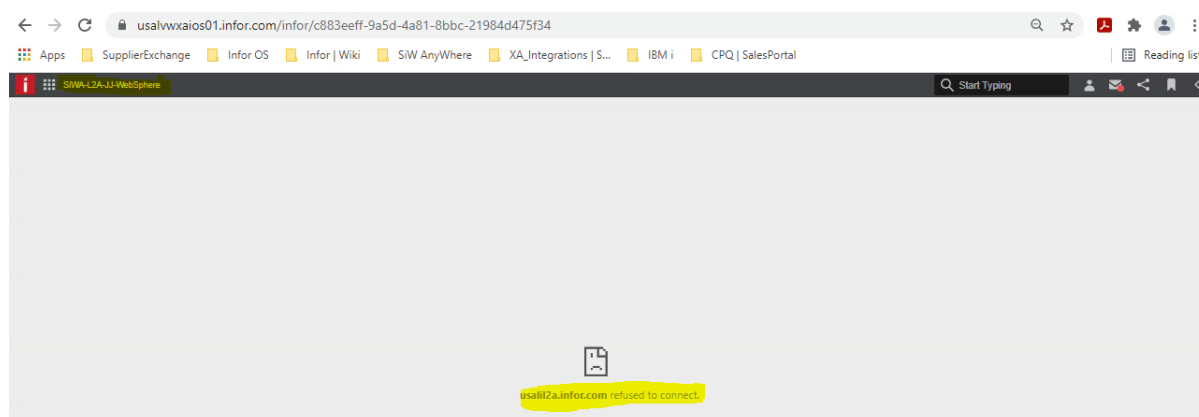 usalvwxaios01.infor.com/infor/c883eeff-9a5d-4a81-8bbc-21984d475f34
Apps SupplierExchange Infor OS Infor | Wiki SiW AnyWhere XA_Integrations | S... IBM i CPQ | SalesPortal Reading list
i SiWA-L2A-JJ-WebSphere Start Typing
usalil2a.infor.com refused to connect.